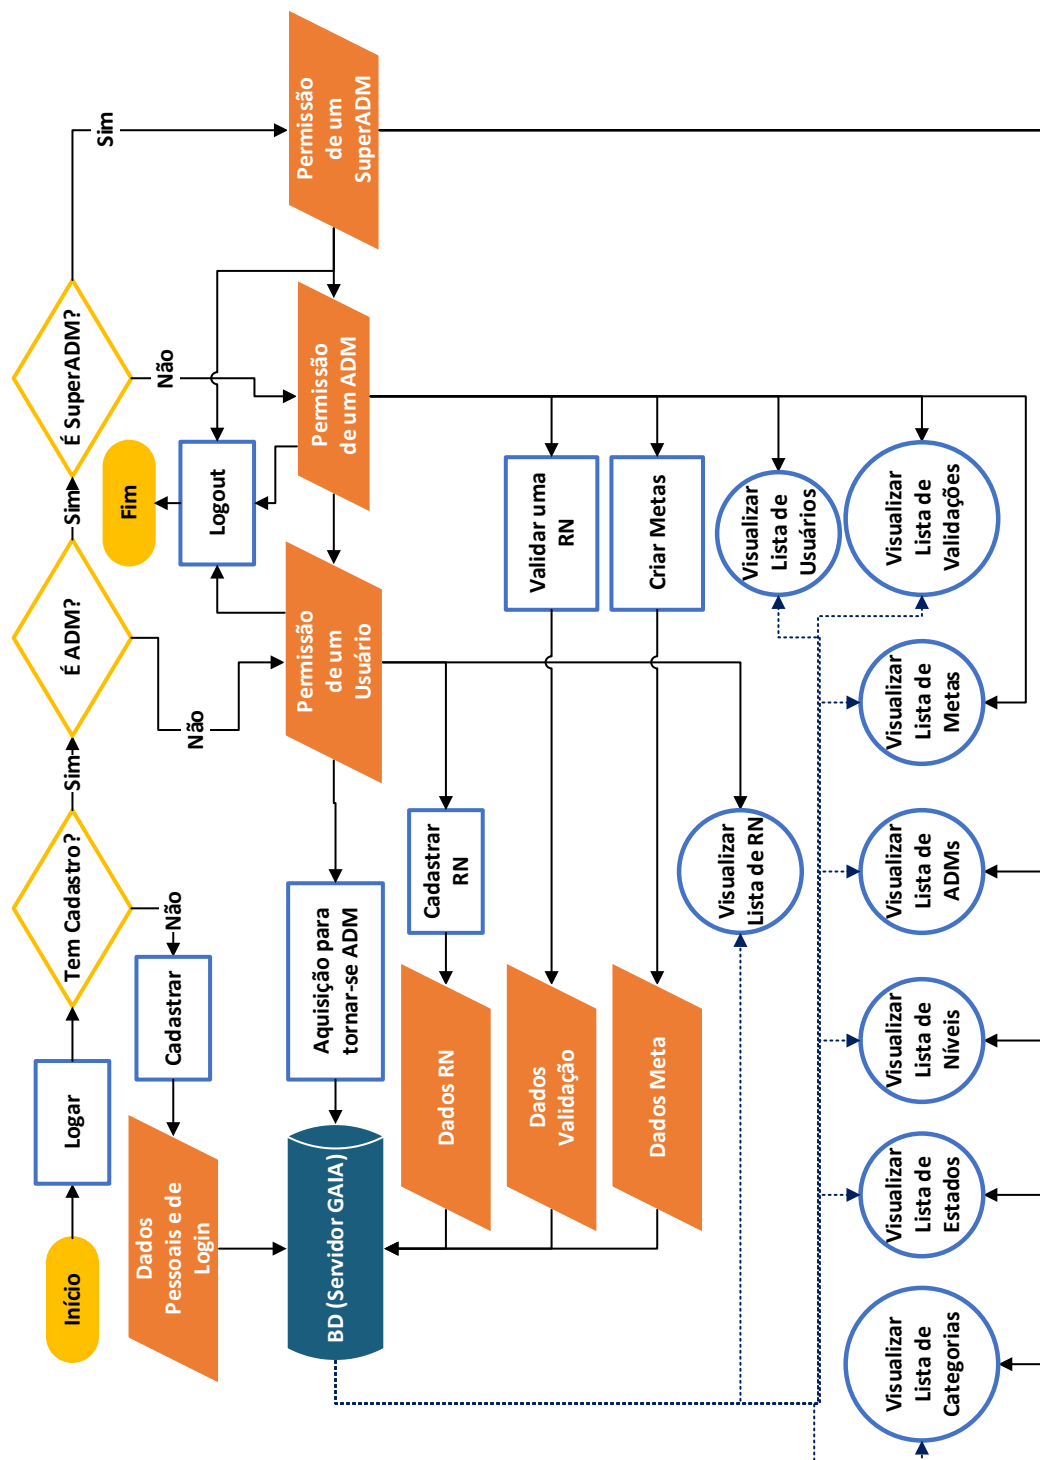 Início
Logar
Tem Cadastro?
Sim
É ADM?
Sim
É SuperADM?
Sim
Não
Cadastrar
Não
Não
Fim
Logout
Dados
Pessoais e de
Login
BD (Servidor GAIA)
Aquisição para
tornar-se ADM
Permissão
de um
Usuário
Permissão
de um ADM
Permissão
de um
SuperADM
Dados RN
Cadastrar
RN
Dados
Validação
Validar uma
RN
Dados Meta
Criar Metas
Visualizar
Lista de RN
Visualizar
Lista de
Usuários
Visualizar
Lista de
Categorias
Visualizar
Lista de
Estados
Visualizar
Lista de
Níveis
Visualizar
Lista de
ADMs
Visualizar
Lista de
Metas
Visualizar
Lista de
Validações